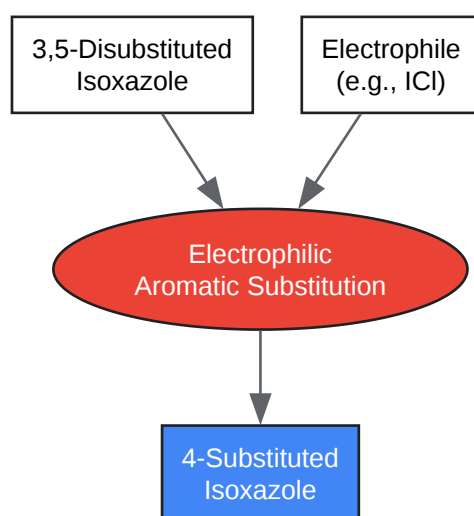 3,5-Disubstituted
Isoxazole
Electrophile
(e.g., ICl)
Electrophilic
Aromatic Substitution
4-Substituted
Isoxazole